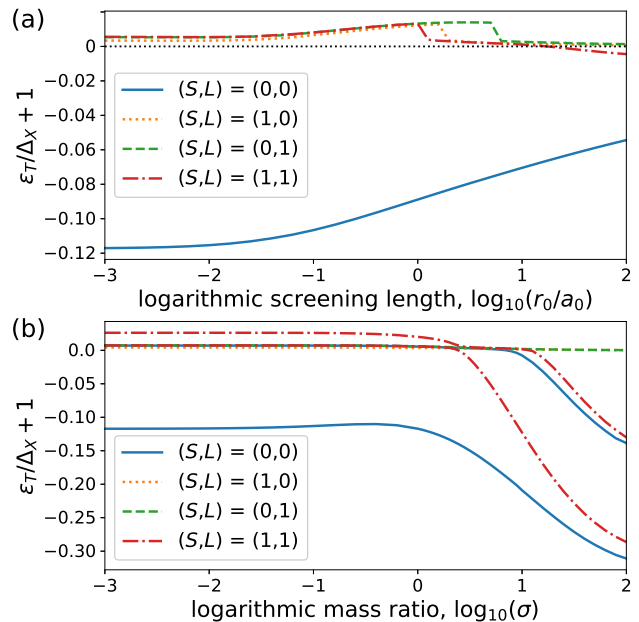 (a)
0
−0.02
−0.04
−0.06
−0.08
−0.10
−0.12
ε_T/Δ_X + 1
(S,L) = (0,0)
(S,L) = (1,0)
(S,L) = (0,1)
(S,L) = (1,1)
−3 −2 −1 0 1 2
logarithmic screening length, log₁₀(r₀/a₀)
(b)
0.0
−0.05
−0.10
−0.15
−0.20
−0.25
−0.30
ε_T/Δ_X + 1
(S,L) = (0,0)
(S,L) = (1,0)
(S,L) = (0,1)
(S,L) = (1,1)
−3 −2 −1 0 1 2
logarithmic mass ratio, log₁₀(σ)